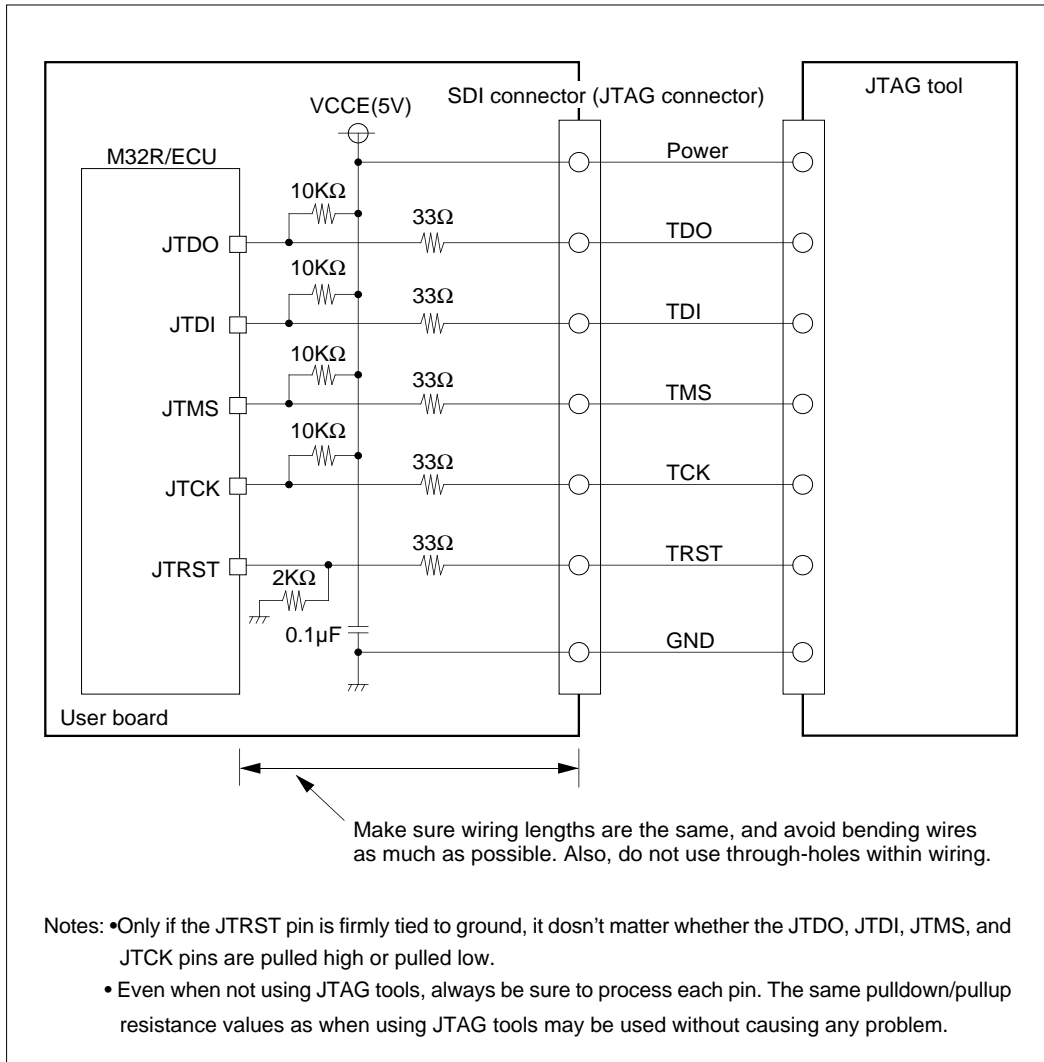 SDI connector (JTAG connector)
JTAG tool
VCCE(5V)
M32R/ECU
Power
10KΩ
33Ω
TDO
JTDO
10KΩ
33Ω
TDI
JTDI
10KΩ
33Ω
TMS
JTMS
10KΩ
33Ω
TCK
JTCK
33Ω
TRST
JTRST
2KΩ
0.1µF
GND
User board
Make sure wiring lengths are the same, and avoid bending wires
as much as possible. Also, do not use through-holes within wiring.
Notes: •Only if the JTRST pin is firmly tied to ground, it dosn't matter whether the JTDO, JTDI, JTMS, and
JTCK pins are pulled high or pulled low.
• Even when not using JTAG tools, always be sure to process each pin. The same pulldown/pullup
resistance values as when using JTAG tools may be used without causing any problem.